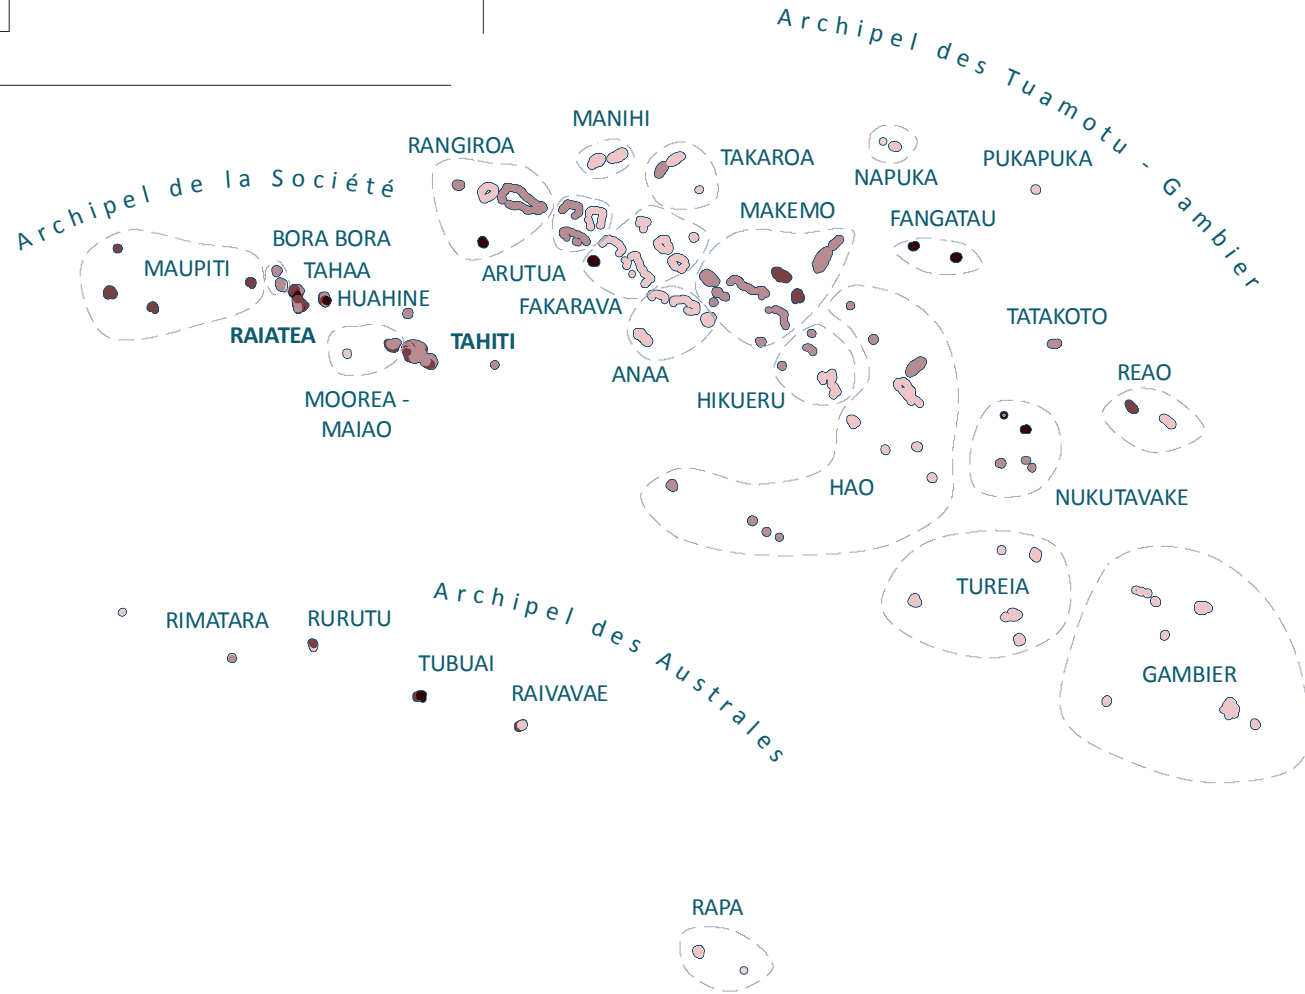 Archipel des Tuamotu - Gambier
MANIHI
RANGIROA
TAKAROA
PUKAPUKA
NAPUKA
Archipel de la Société
MAKEMO
FANGATAU
BORA BORA
MAUPITI
TAHAA
ARUTUA
HUAHINE
FAKARAVA
TATAKOTO
RAIATEA
TAHITI
ANAA
REAO
MOOREA -
MAIAO
HIKUERU
HAO
NUKUTAVAKE
TUREIA
Archipel des Australes
RIMATARA
RURUTU
TUBUAI
GAMBIER
RAIVAVAE
RAPA